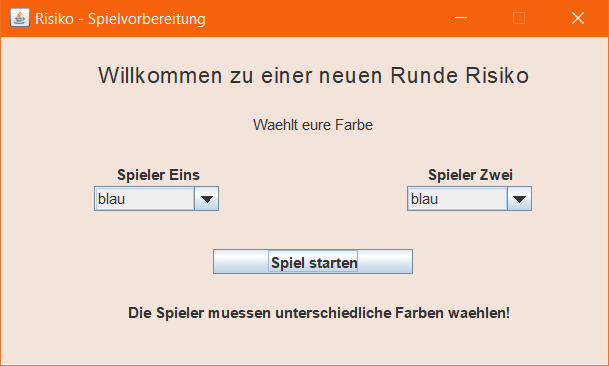 Risiko - Spielvorbereitung
Willkommen zu einer neuen Runde Risiko
Waehlt eure Farbe
Spieler Eins
Spieler Zwei
blau
blau
Spiel starten
Die Spieler muessen unterschiedliche Farben waehlen!